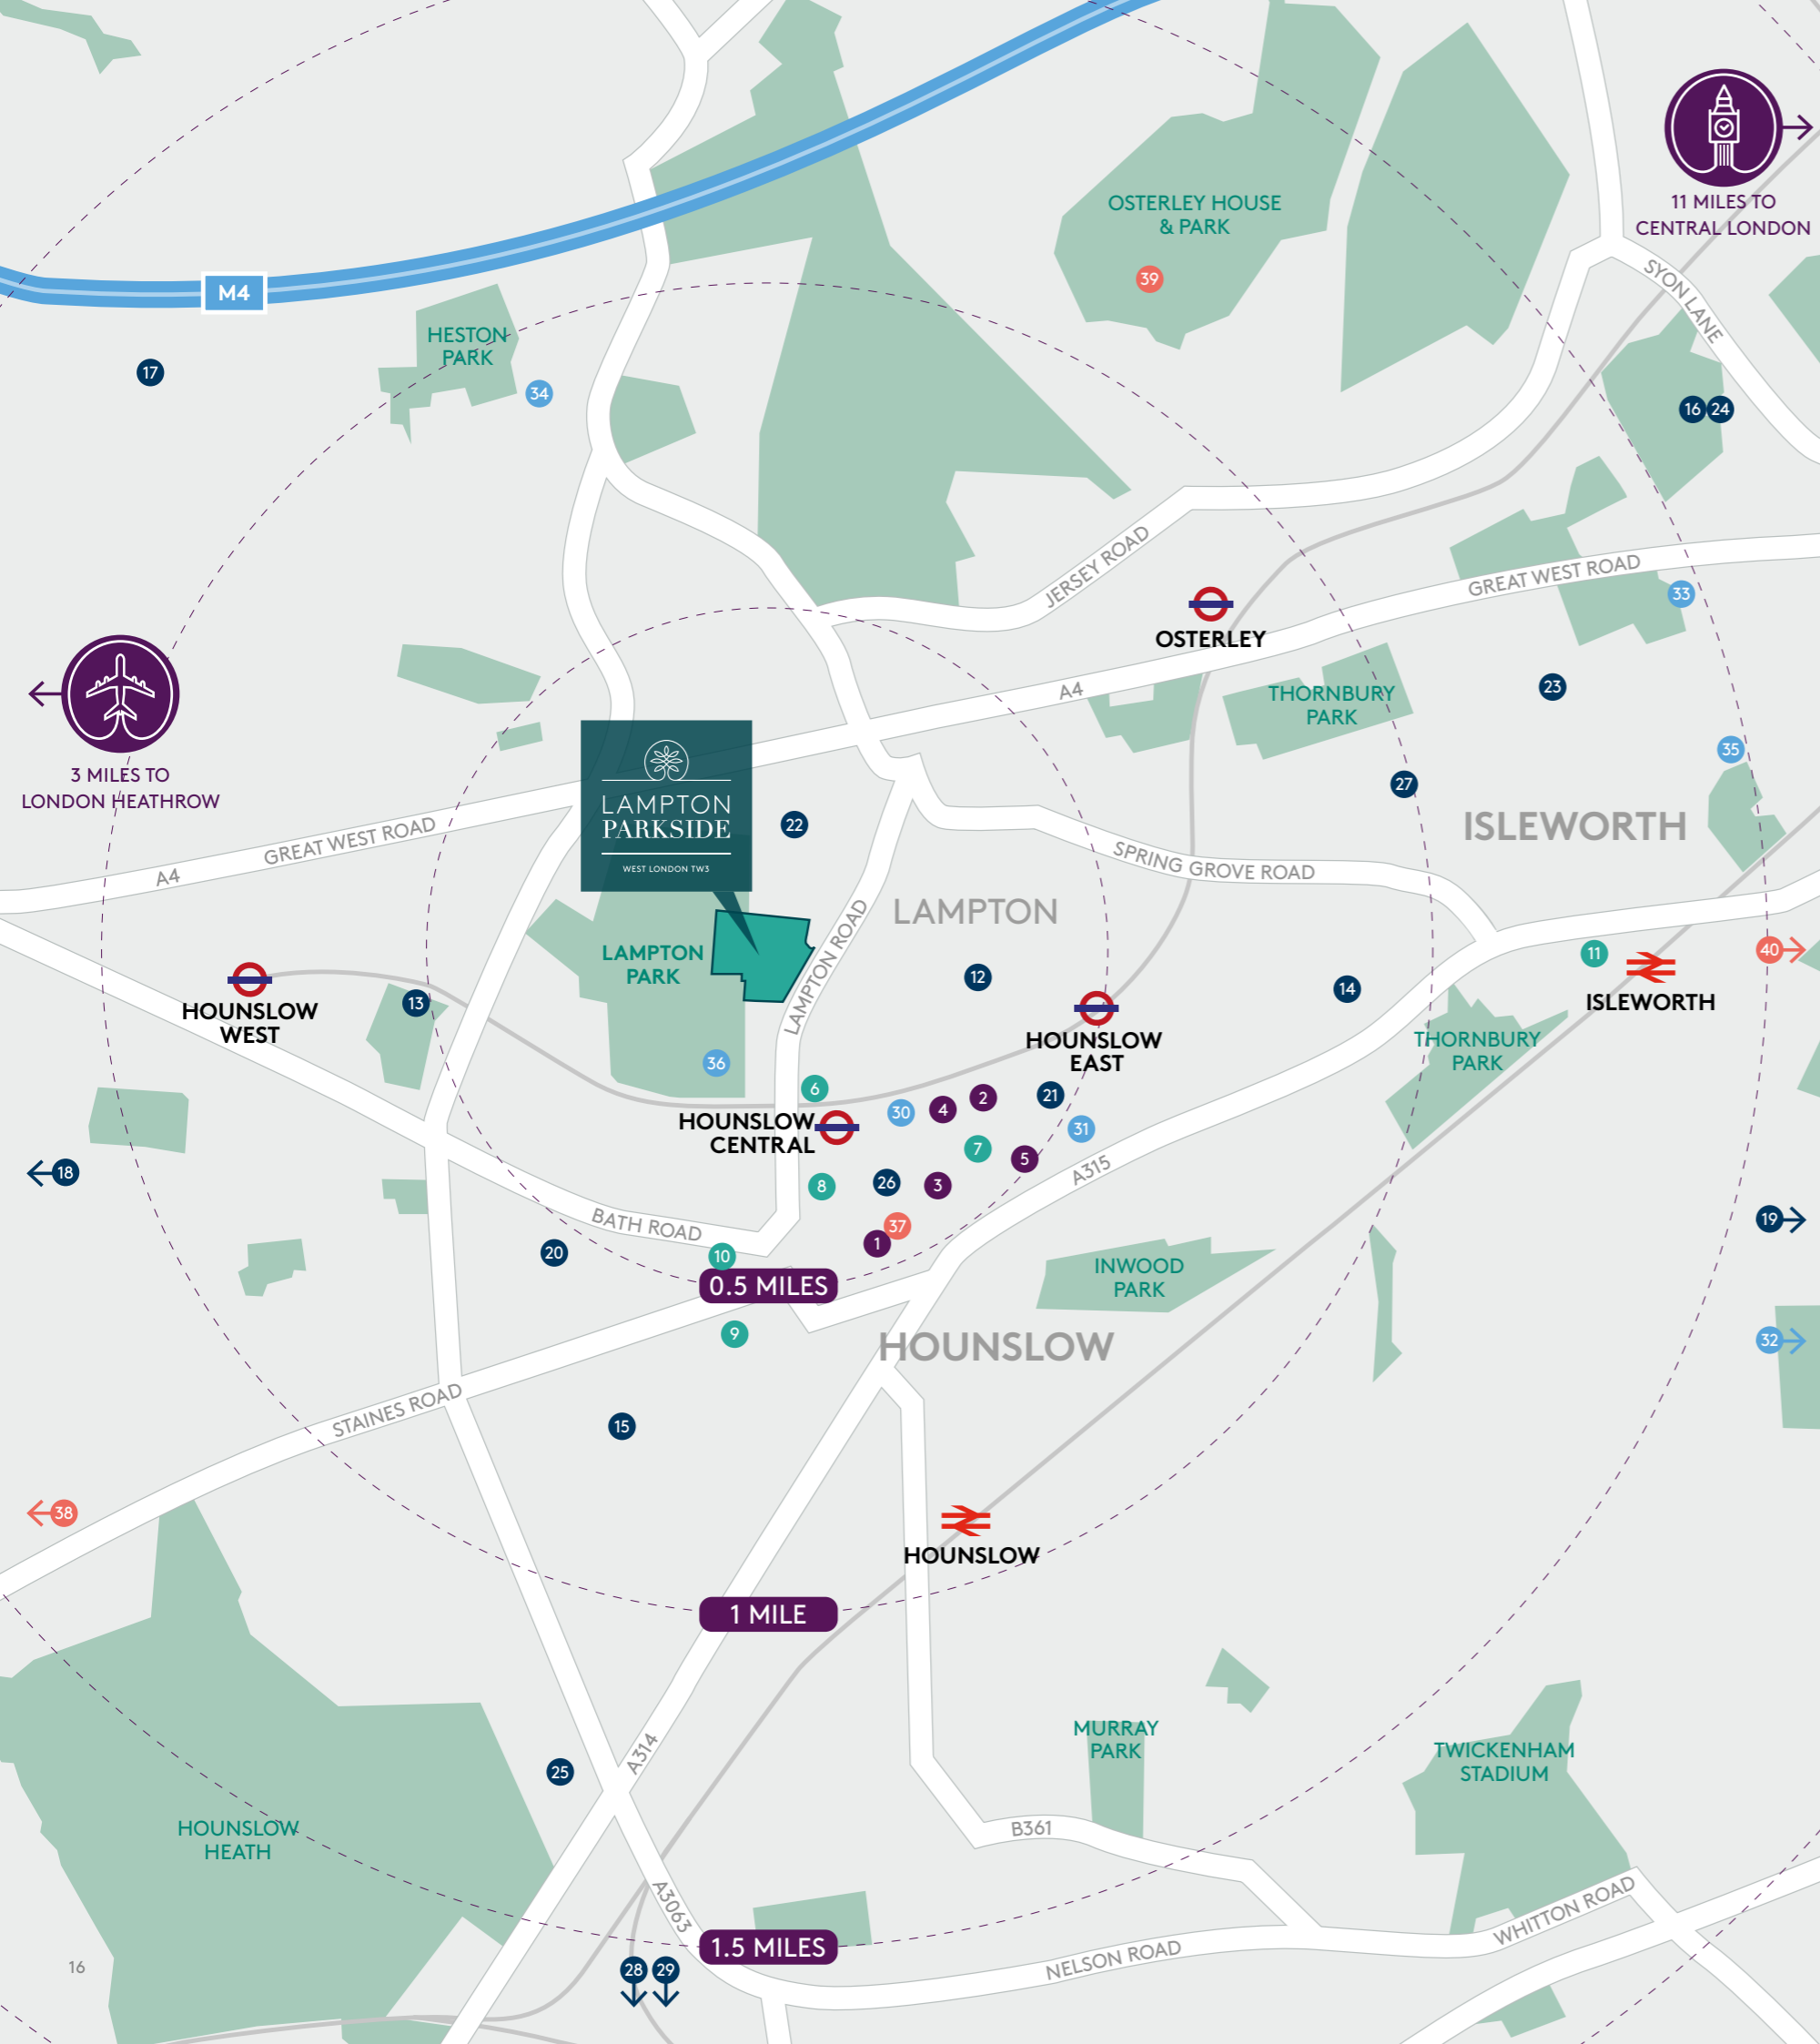 11 MILES TO
CENTRAL LONDON
OSTERLEY HOUSE
& PARK
39
SYON LANE
M4
HESTON
PARK
17
34
16
24
JERSEY ROAD
GREAT WEST ROAD
33
OSTERLEY
A4
THORNBURY
PARK
23
35
27
3 MILES TO
LONDON HEATHROW
LAMPTON
PARKSIDE
WEST LONDON TW3
22
GREAT WEST ROAD
A4
ISLEWORTH
SPRING GROVE ROAD
LAMPTON
LAMPTON ROAD
LAMPTON
PARK
11
40
ISLEWORTH
HOUNSLOW
WEST
13
12
14
HOUNSLOW
EAST
THORNBURY
PARK
36
6
30
4
2
21
31
HOUNSLOW
CENTRAL
7
5
A315
18
8
26
3
37
1
19
BATH ROAD
20
10
0.5 MILES
INWOOD
PARK
9
HOUNSLOW
32
STAINES ROAD
15
38
HOUNSLOW
1 MILE
A314
MURRAY
PARK
TWICKENHAM
STADIUM
25
HOUNSLOW
HEATH
B361
A3063
WHITTON ROAD
1.5 MILES
NELSON ROAD
28
29
16